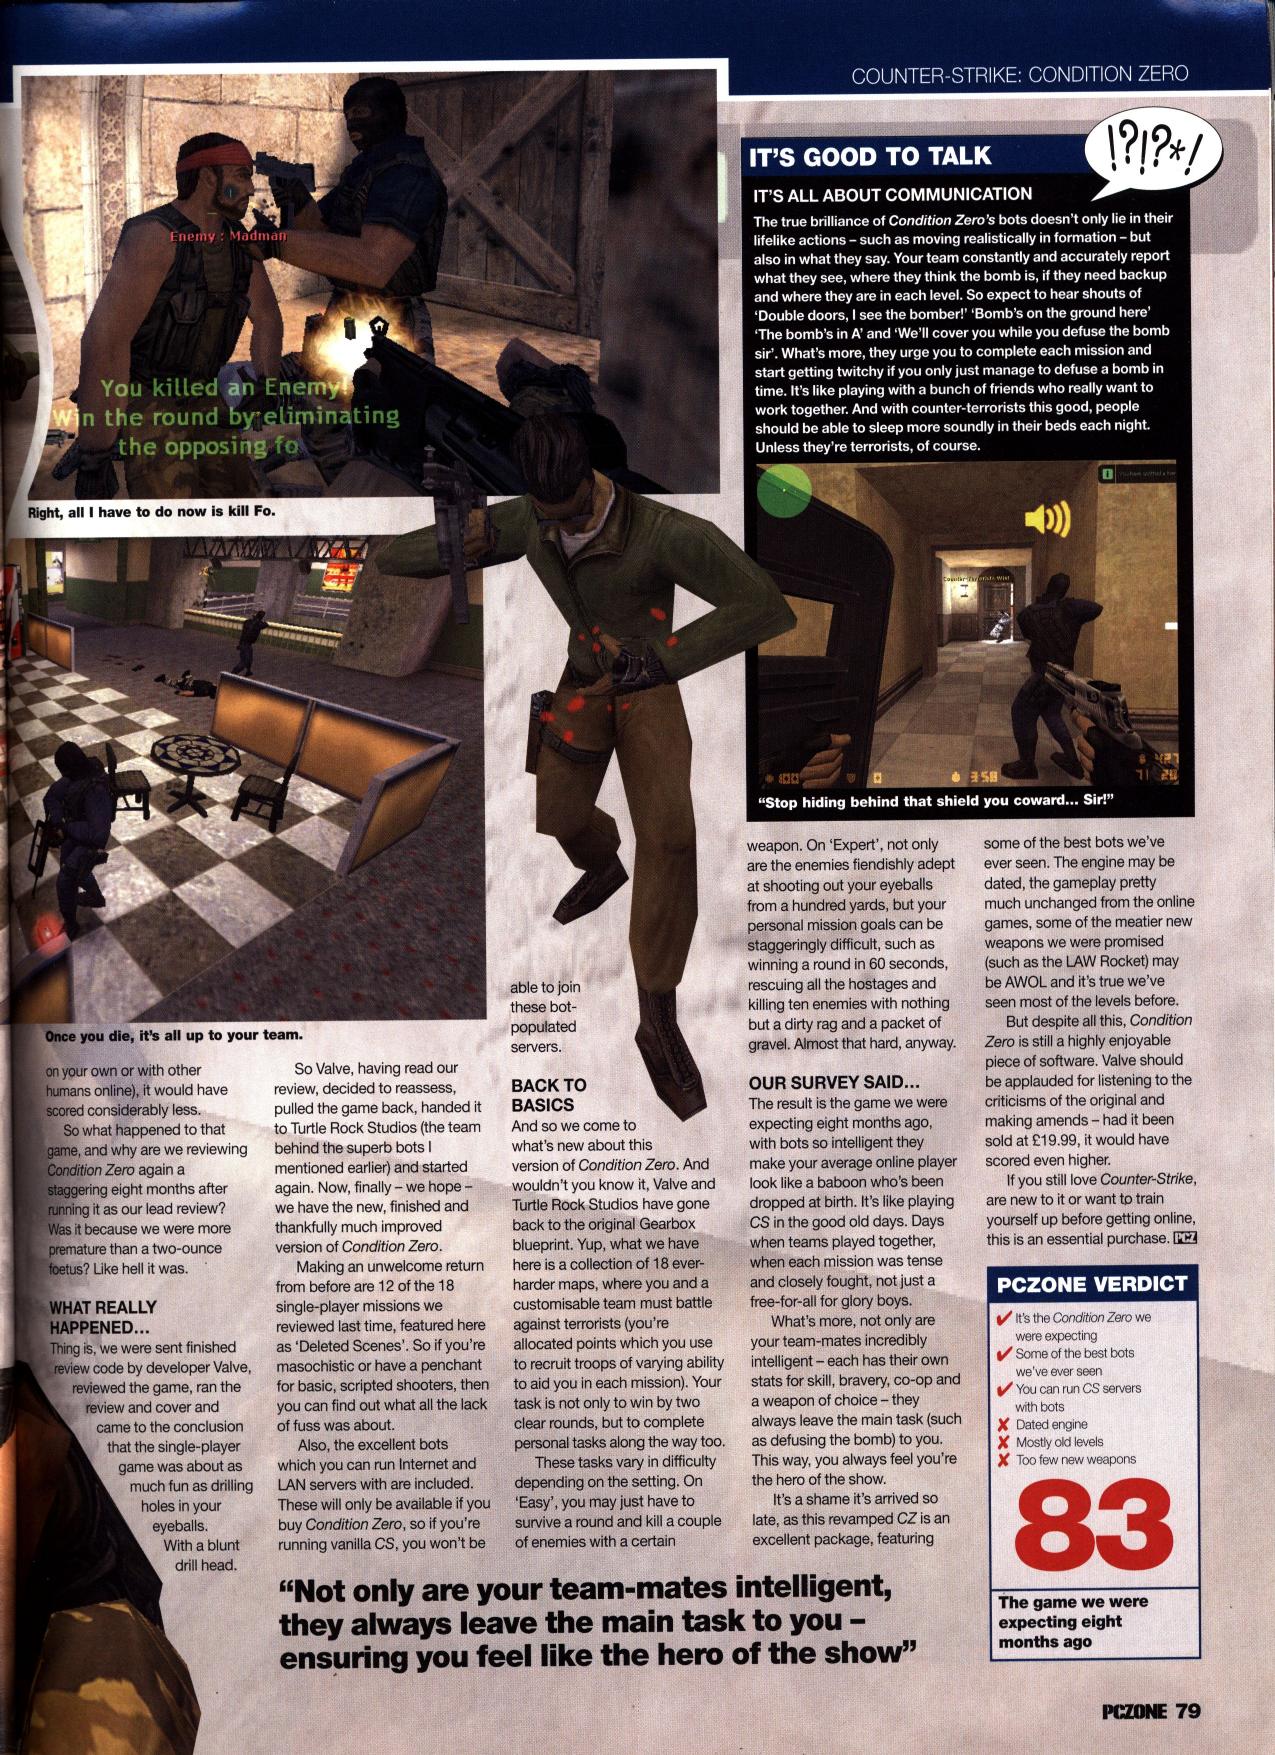 COUNTER-STRIKE: CONDITION ZERO
Enemy : Madman
You killed an Enemy!
Win the round by eliminating
the opposing fo
Right, all I have to do now is kill Fo.
Once you die, it's all up to your team.
IT'S GOOD TO TALK
!?!?*!
IT'S ALL ABOUT COMMUNICATION
The true brilliance of Condition Zero's bots doesn't only lie in their
lifelike actions – such as moving realistically in formation – but
also in what they say. Your team constantly and accurately report
what they see, where they think the bomb is, if they need backup
and where they are in each level. So expect to hear shouts of
'Double doors, I see the bomber!' 'Bomb's on the ground here'
'The bomb's in A' and 'We'll cover you while you defuse the bomb
sir'. What's more, they urge you to complete each mission and
start getting twitchy if you only just manage to defuse a bomb in
time. It's like playing with a bunch of friends who really want to
work together. And with counter-terrorists this good, people
should be able to sleep more soundly in their beds each night.
Unless they're terrorists, of course.
Counter-Terrorists Win!
100
3:58
"Stop hiding behind that shield you coward... Sir!"
on your own or with other
humans online), it would have
scored considerably less.
So what happened to that
game, and why are we reviewing
Condition Zero again a
staggering eight months after
running it as our lead review?
Was it because we were more
premature than a two-ounce
foetus? Like hell it was.
WHAT REALLY
HAPPENED...
Thing is, we were sent finished
review code by developer Valve,
reviewed the game, ran the
review and cover and
came to the conclusion
that the single-player
game was about as
much fun as drilling
holes in your
eyeballs.
With a blunt
drill head.
So Valve, having read our
review, decided to reassess,
pulled the game back, handed it
to Turtle Rock Studios (the team
behind the superb bots I
mentioned earlier) and started
again. Now, finally – we hope –
we have the new, finished and
thankfully much improved
version of Condition Zero.
Making an unwelcome return
from before are 12 of the 18
single-player missions we
reviewed last time, featured here
as 'Deleted Scenes'. So if you're
masochistic or have a penchant
for basic, scripted shooters, then
you can find out what all the lack
of fuss was about.
Also, the excellent bots
which you can run Internet and
LAN servers with are included.
These will only be available if you
buy Condition Zero, so if you're
running vanilla CS, you won't be
able to join
these bot-
populated
servers.
BACK TO
BASICS
And so we come to
what's new about this
version of Condition Zero. And
wouldn't you know it, Valve and
Turtle Rock Studios have gone
back to the original Gearbox
blueprint. Yup, what we have
here is a collection of 18 ever-
harder maps, where you and a
customisable team must battle
against terrorists (you're
allocated points which you use
to recruit troops of varying ability
to aid you in each mission). Your
task is not only to win by two
clear rounds, but to complete
personal tasks along the way too.
These tasks vary in difficulty
depending on the setting. On
'Easy', you may just have to
survive a round and kill a couple
of enemies with a certain
weapon. On 'Expert', not only
are the enemies fiendishly adept
at shooting out your eyeballs
from a hundred yards, but your
personal mission goals can be
staggeringly difficult, such as
winning a round in 60 seconds,
rescuing all the hostages and
killing ten enemies with nothing
but a dirty rag and a packet of
gravel. Almost that hard, anyway.
OUR SURVEY SAID...
The result is the game we were
expecting eight months ago,
with bots so intelligent they
make your average online player
look like a baboon who's been
dropped at birth. It's like playing
CS in the good old days. Days
when teams played together,
when each mission was tense
and closely fought, not just a
free-for-all for glory boys.
What's more, not only are
your team-mates incredibly
intelligent – each has their own
stats for skill, bravery, co-op and
a weapon of choice – they
always leave the main task (such
as defusing the bomb) to you.
This way, you always feel you're
the hero of the show.
It's a shame it's arrived so
late, as this revamped CZ is an
excellent package, featuring
some of the best bots we've
ever seen. The engine may be
dated, the gameplay pretty
much unchanged from the online
games, some of the meatier new
weapons we were promised
(such as the LAW Rocket) may
be AWOL and it's true we've
seen most of the levels before.
But despite all this, Condition
Zero is still a highly enjoyable
piece of software. Valve should
be applauded for listening to the
criticisms of the original and
making amends – had it been
sold at £19.99, it would have
scored even higher.
If you still love Counter-Strike,
are new to it or want to train
yourself up before getting online,
this is an essential purchase. PCZ
"Not only are your team-mates intelligent,
they always leave the main task to you –
ensuring you feel like the hero of the show"
PCZONE VERDICT
✓ It's the Condition Zero we
were expecting
✓ Some of the best bots
we've ever seen
✓ You can run CS servers
with bots
✗ Dated engine
✗ Mostly old levels
✗ Too few new weapons
83
The game we were
expecting eight
months ago
PCZONE 79